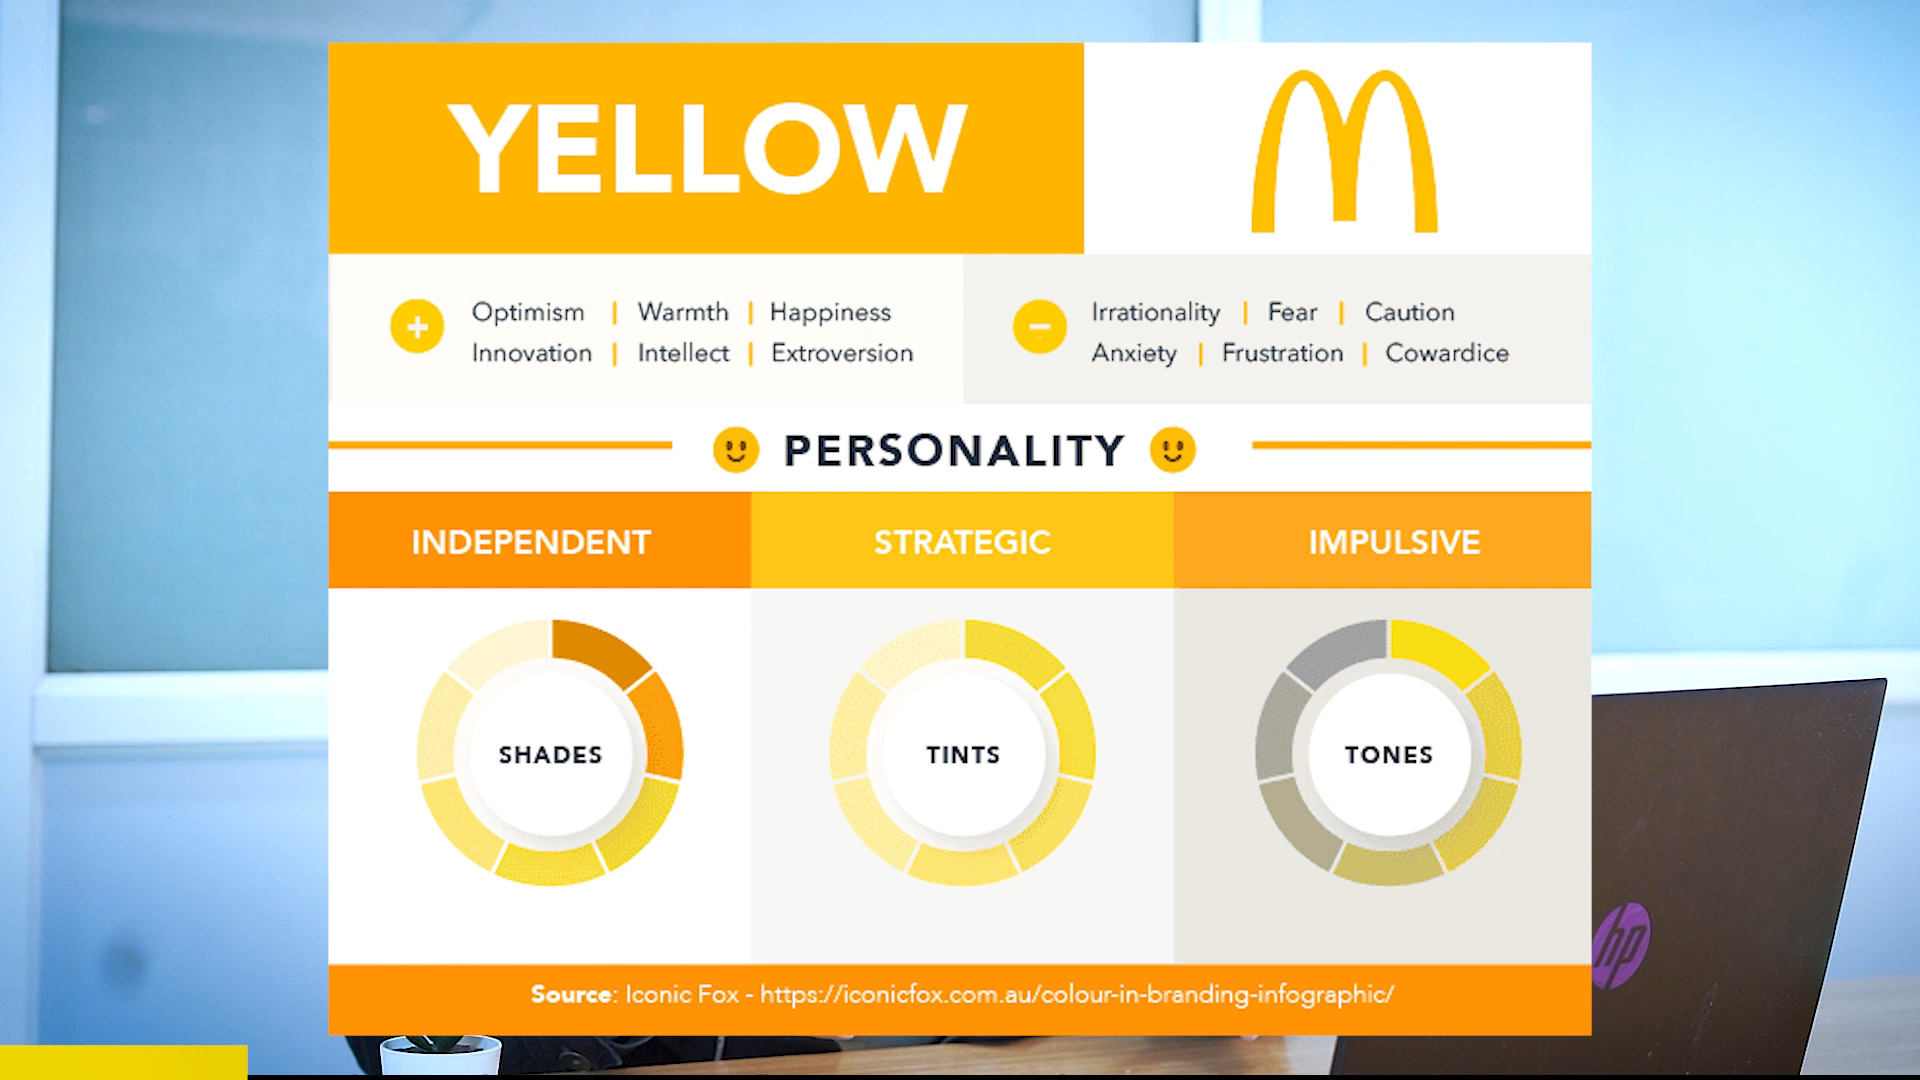 YELLOW
Optimism | Warmth | Happiness
Innovation | Intellect | Extroversion
Irrationality | Fear | Caution
Anxiety | Frustration | Cowardice
PERSONALITY
INDEPENDENT
STRATEGIC
IMPULSIVE
SHADES
TINTS
TONES
Source: Iconic Fox - https://iconicfox.com.au/colour-in-branding-infographic/
hp